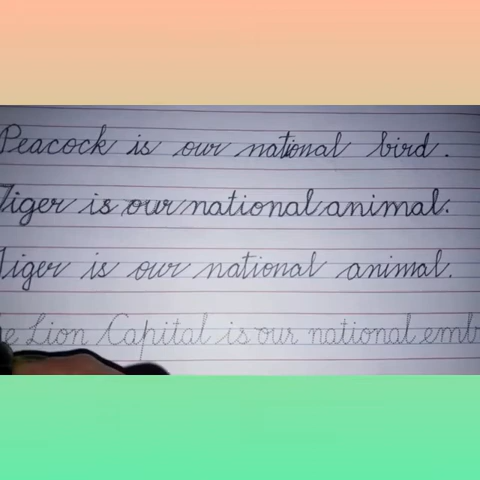 Peacock is our national bird.
Tiger is our national animal.
Tiger is our national animal.
Lion Capital is our national